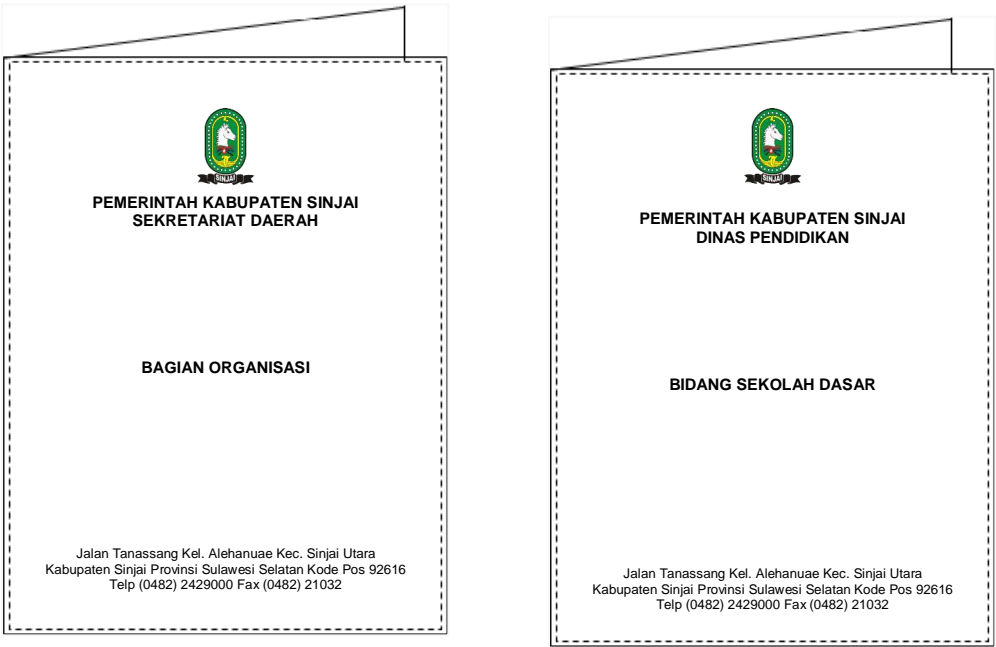 SINJAI
PEMERINTAH KABUPATEN SINJAI
SEKRETARIAT DAERAH
BAGIAN ORGANISASI
Jalan Tanassang Kel. Alehanuae Kec. Sinjai Utara
Kabupaten Sinjai Provinsi Sulawesi Selatan Kode Pos 92616
Telp (0482) 2429000 Fax (0482) 21032
SINJAI
PEMERINTAH KABUPATEN SINJAI
DINAS PENDIDIKAN
BIDANG SEKOLAH DASAR
Jalan Tanassang Kel. Alehanuae Kec. Sinjai Utara
Kabupaten Sinjai Provinsi Sulawesi Selatan Kode Pos 92616
Telp (0482) 2429000 Fax (0482) 21032